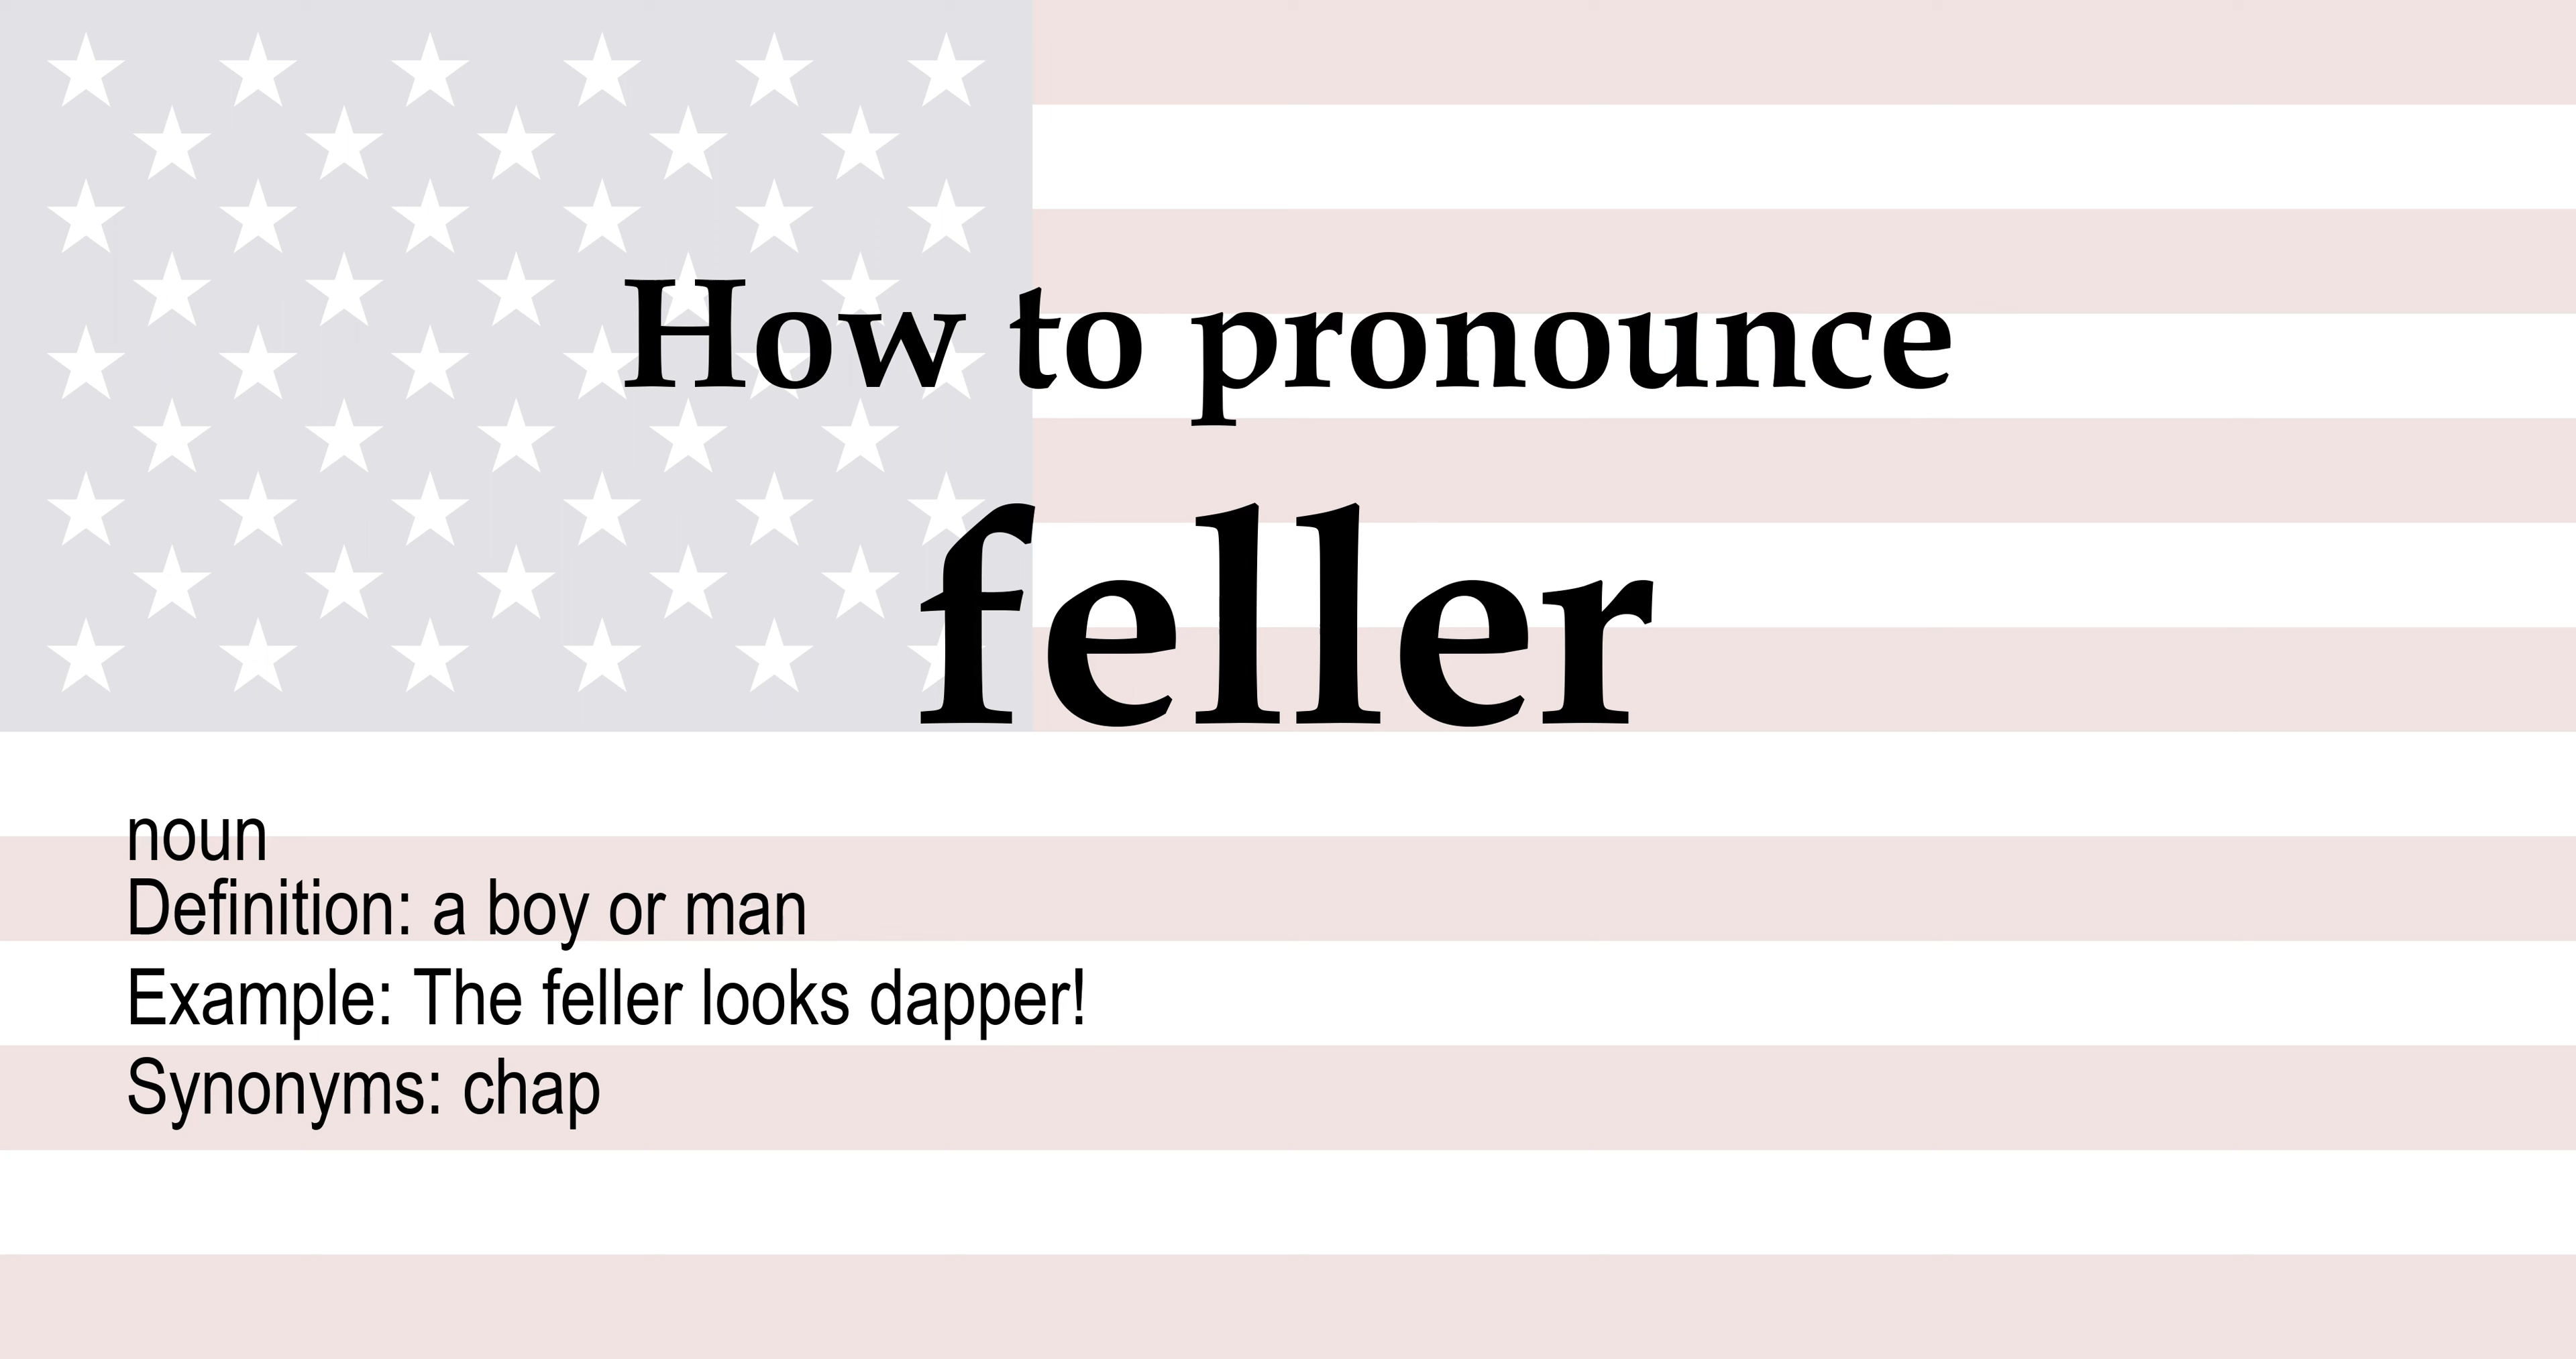 How to pronounce
feller
noun
Definition: a boy or man
Example: The feller looks dapper!
Synonyms: chap